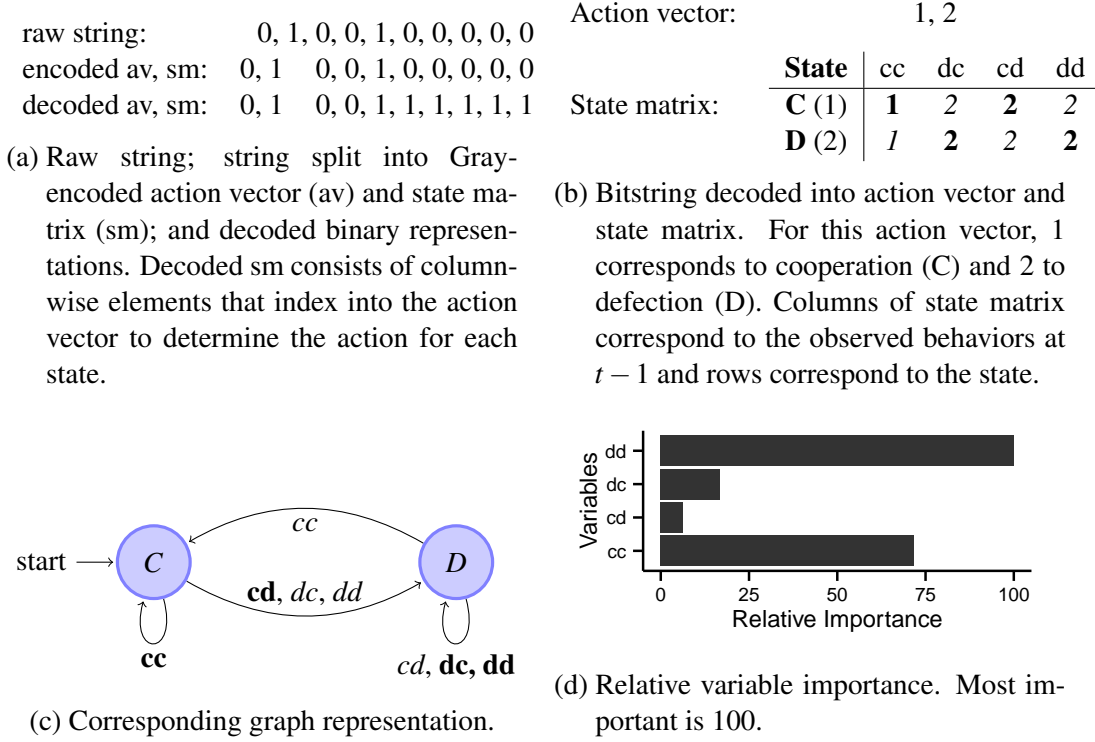 raw string: 0, 1, 0, 0, 1, 0, 0, 0, 0, 0
encoded av, sm: 0, 1 0, 0, 1, 0, 0, 0, 0, 0
decoded av, sm: 0, 1 0, 0, 1, 1, 1, 1, 1, 1
(a) Raw string; string split into Gray-
encoded action vector (av) and state ma-
trix (sm); and decoded binary represen-
tations. Decoded sm consists of column-
wise elements that index into the action
vector to determine the action for each
state.
Action vector: 1, 2
State cc dc cd dd
State matrix: C (1) 1 2 2 2
D (2) 1 2 2 2
(b) Bitstring decoded into action vector and
state matrix. For this action vector, 1
corresponds to cooperation (C) and 2 to
defection (D). Columns of state matrix
correspond to the observed behaviors at
t − 1 and rows correspond to the state.
cc
start C D
cd, dc, dd
cc
cd, dc, dd
(c) Corresponding graph representation.
Variables
dd
dc
cd
cc
0 25 50 75 100
Relative Importance
(d) Relative variable importance. Most im-
portant is 100.